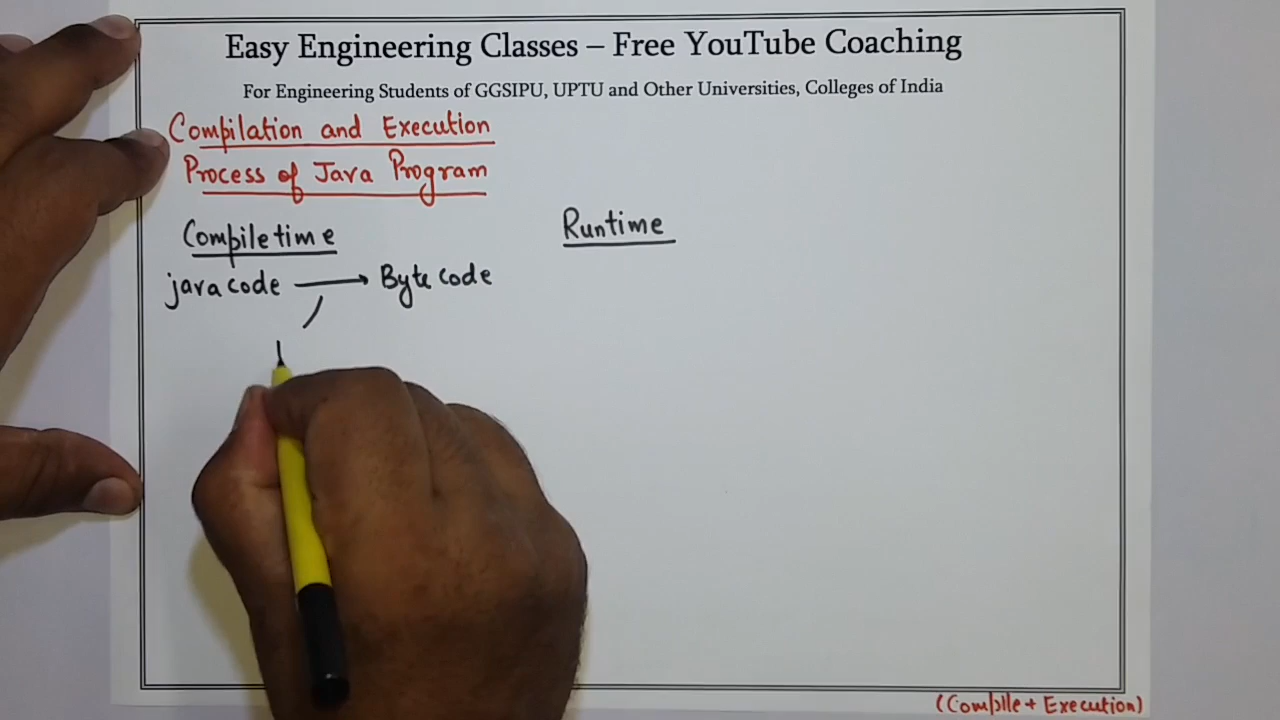 Easy Engineering Classes – Free YouTube Coaching
For Engineering Students of GGSIPU, UPTU and Other Universities, Colleges of India
Compilation and Execution
Process of Java Program
Compiletime
Runtime
java code → Byte code
(Compile + Execution)